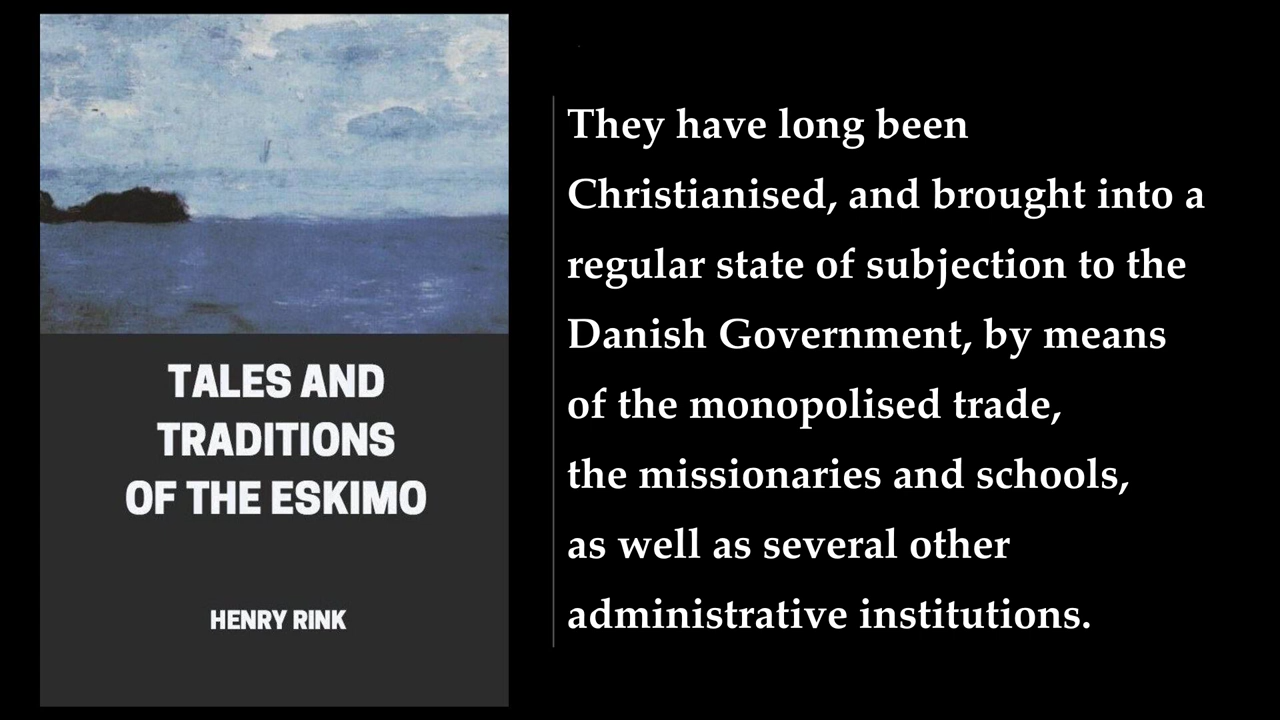 TALES AND
TRADITIONS
OF THE ESKIMO
HENRY RINK
They have long been
Christianised, and brought into a
regular state of subjection to the
Danish Government, by means
of the monopolised trade,
the missionaries and schools,
as well as several other
administrative institutions.